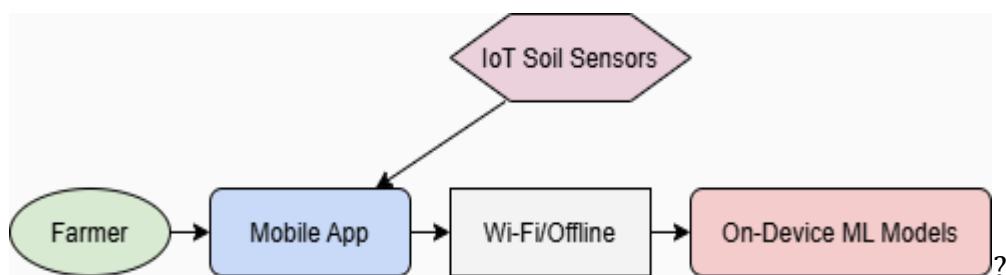 IoT Soil Sensors
Farmer
Mobile App
Wi-Fi/Offline
On-Device ML Models
?